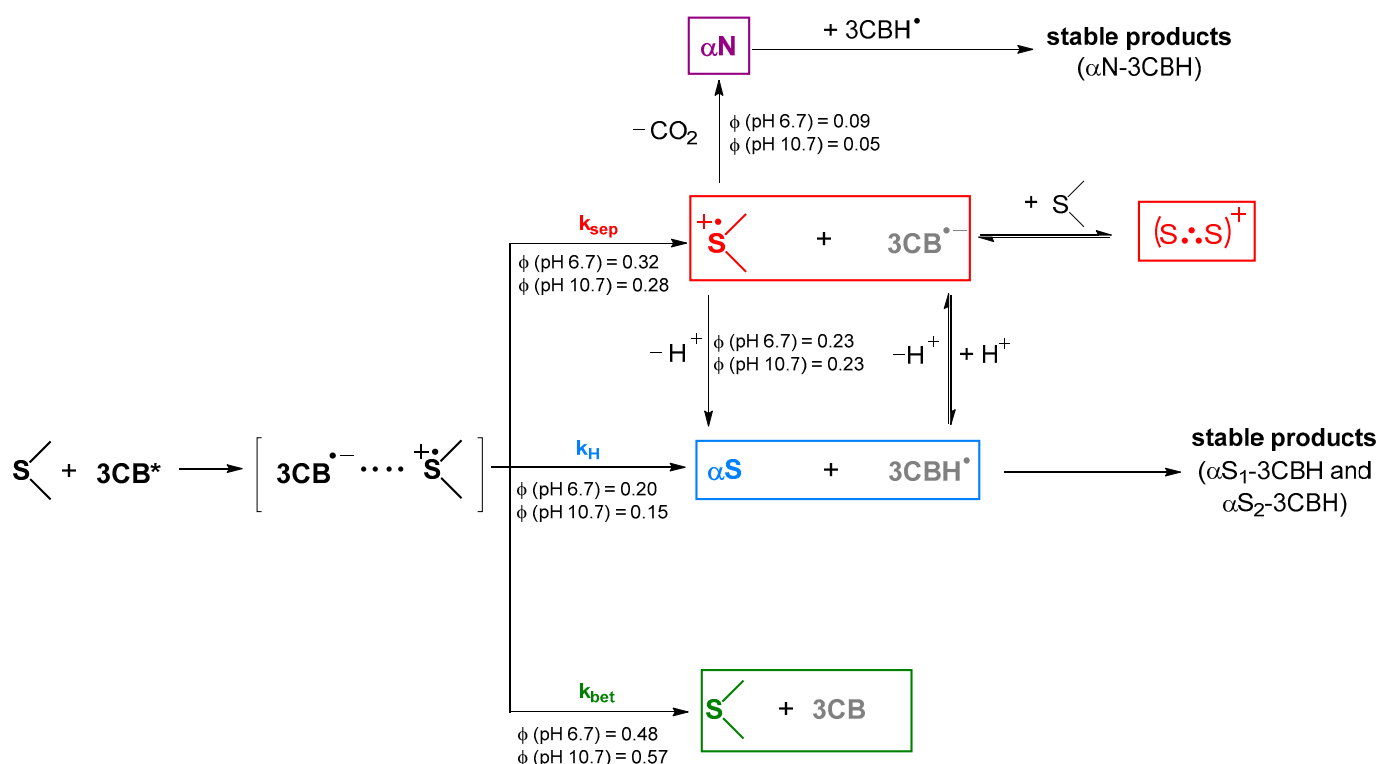 αN
+ 3CBH•
stable products
(αN-3CBH)
– CO2
ϕ (pH 6.7) = 0.09
ϕ (pH 10.7) = 0.05
ksep
ϕ (pH 6.7) = 0.32
ϕ (pH 10.7) = 0.28
+• S
+
3CB•–
+ S
(S∴S)+
– H+
ϕ (pH 6.7) = 0.23
ϕ (pH 10.7) = 0.23
–H+
+ H+
S + 3CB*
[ 3CB•– ···· +• S ]
kH
ϕ (pH 6.7) = 0.20
ϕ (pH 10.7) = 0.15
αS + 3CBH•
stable products
(αS1-3CBH and
αS2-3CBH)
kbet
ϕ (pH 6.7) = 0.48
ϕ (pH 10.7) = 0.57
S + 3CB